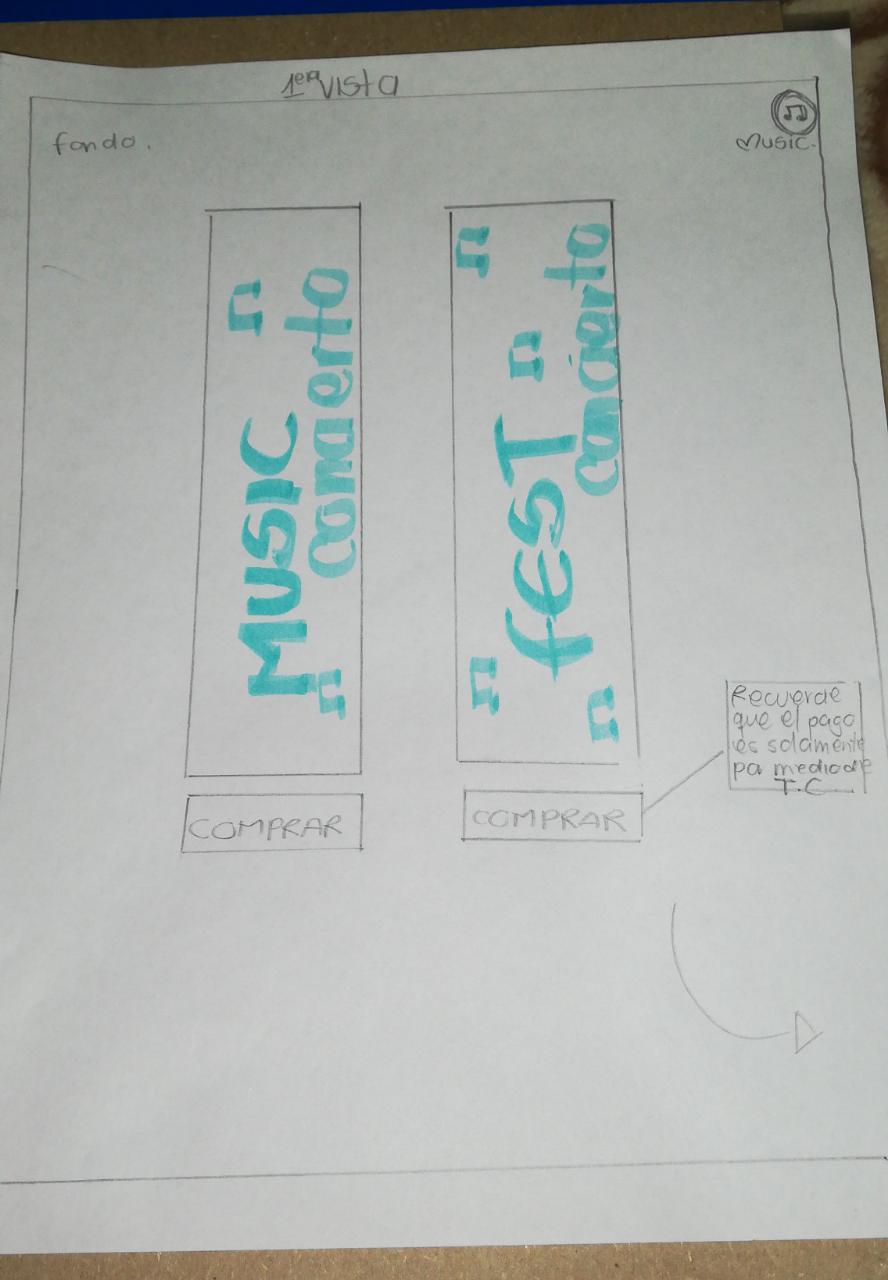 1era vista
fondo.
Music.
MUSIC
concierto
fEST
concierto
Recuerde
que el pago
es solamente
por medio de
T.C
COMPRAR
COMPRAR